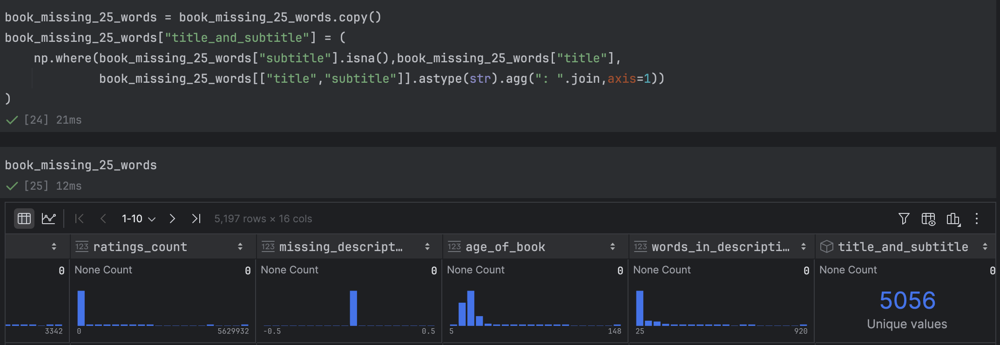 book_missing_25_words = book_missing_25_words.copy()
book_missing_25_words["title_and_subtitle"] = (
    np.where(book_missing_25_words["subtitle"].isna(),book_missing_25_words["title"],
             book_missing_25_words[["title","subtitle"]].astype(str).agg(": ".join,axis=1))
)
[24] 21ms
book_missing_25_words
[25] 12ms
1-10 5,197 rows × 16 cols
123 ratings_count 123 missing_descript… 123 age_of_book 123 words_in_descripti… title_and_subtitle
0 None Count 0 None Count 0 None Count 0 None Count 0 None Count 0
5056
Unique values
3342 0 5629932 -0.5 0.5 5 148 25 920